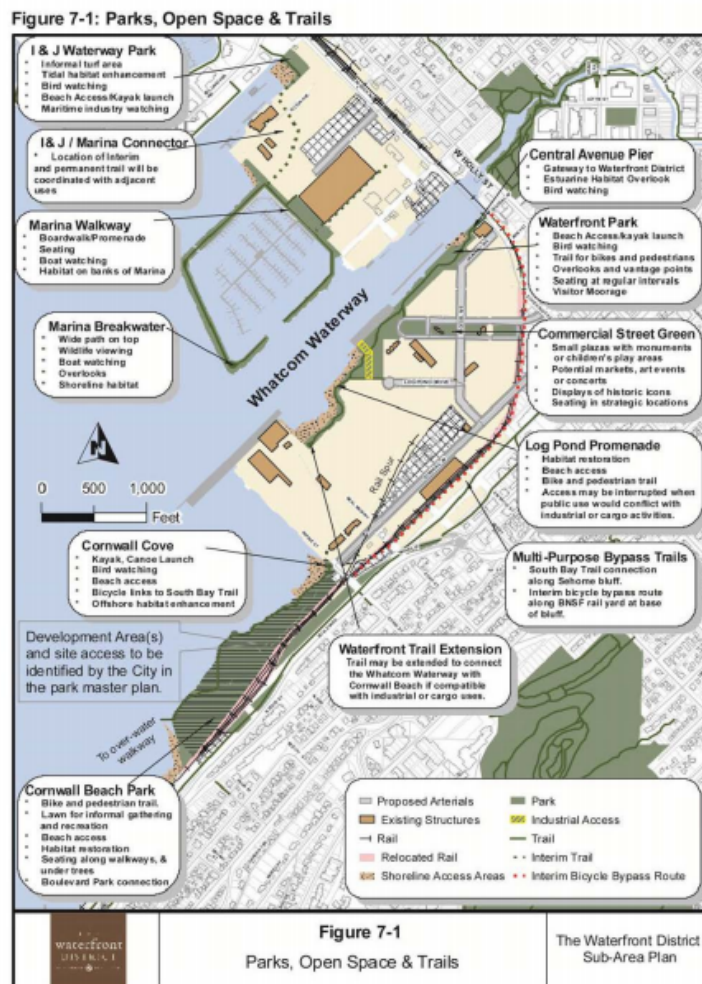 Figure 7-1: Parks, Open Space & Trails
I & J Waterway Park
* Informal turf area
* Tidal habitat enhancement
* Bird watching
* Beach Access/Kayak launch
* Maritime industry watching
I&J / Marina Connector
* Location of Interim
and permanent trail will be
coordinated with adjacent
uses
Marina Walkway
* Boardwalk/Promenade
* Seating
* Boat watching
* Habitat on banks of Marina
Marina Breakwater
* Wide path on top
* Wildlife viewing
* Boat watching
* Overlooks
* Shoreline habitat
W HOLLY ST
Whatcom Waterway
Central Avenue Pier
* Gateway to Waterfront District
* Estuarine Habitat Overlook
* Bird watching
Waterfront Park
* Beach Access/kayak launch
* Bird watching
* Trail for bikes and pedestrians
* Overlooks and vantage points
* Seating at regular intervals
* Visitor Moorage
Commercial Street Green
* Small plazas with monuments
or children's play areas
* Potential markets, art events
or concerts
* Displays of historic icons
* Seating in strategic locations
Log Pond Promenade
* Habitat restoration
* Beach access
* Bike and pedestrian trail
* Access may be interrupted when
public use would conflict with
industrial or cargo activities.
Multi-Purpose Bypass Trails
* South Bay Trail connection
along Sehome bluff.
* Interim bicycle bypass route
along BNSF rail yard at base
of bluff.
Rail Spur
N
0 500 1,000
Feet
Cornwall Cove
* Kayak, Canoe Launch
* Bird watching
* Beach access
* Bicycle links to South Bay Trail
* Offshore habitat enhancement
Development Area(s)
and site access to be
identified by the City in
the park master plan.
Waterfront Trail Extension
Trail may be extended to connect
the Whatcom Waterway with
Cornwall Beach if compatible
with industrial or cargo uses.
To over-water
walkway
Cornwall Beach Park
* Bike and pedestrian trail.
* Lawn for informal gathering
and recreation
* Beach access
* Habitat restoration
* Seating along walkways, &
under trees
* Boulevard Park connection
Proposed Arterials
Existing Structures
Rail
Relocated Rail
Shoreline Access Areas
Park
Industrial Access
Trail
Interim Trail
Interim Bicycle Bypass Route
waterfront
DISTRICT
Figure 7-1
Parks, Open Space & Trails
The Waterfront District
Sub-Area Plan